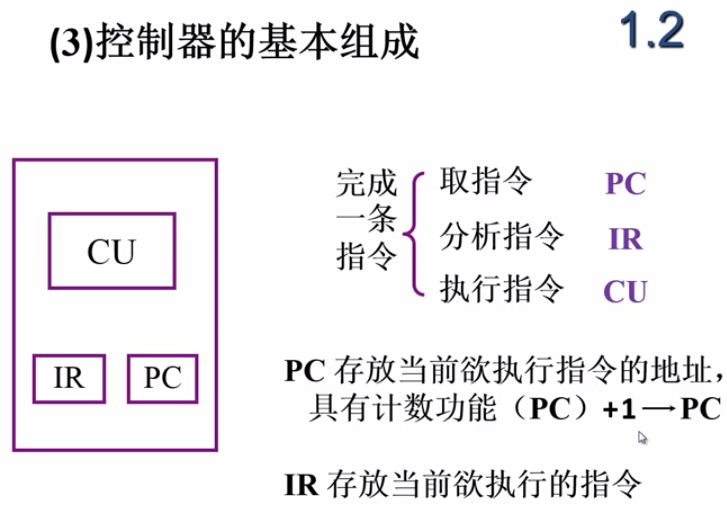 (3)控制器的基本组成
1.2
CU
IR
PC
完成
一条
指令
取指令 PC
分析指令 IR
执行指令 CU
PC 存放当前欲执行指令的地址，
具有计数功能（PC）+1→PC
IR 存放当前欲执行的指令